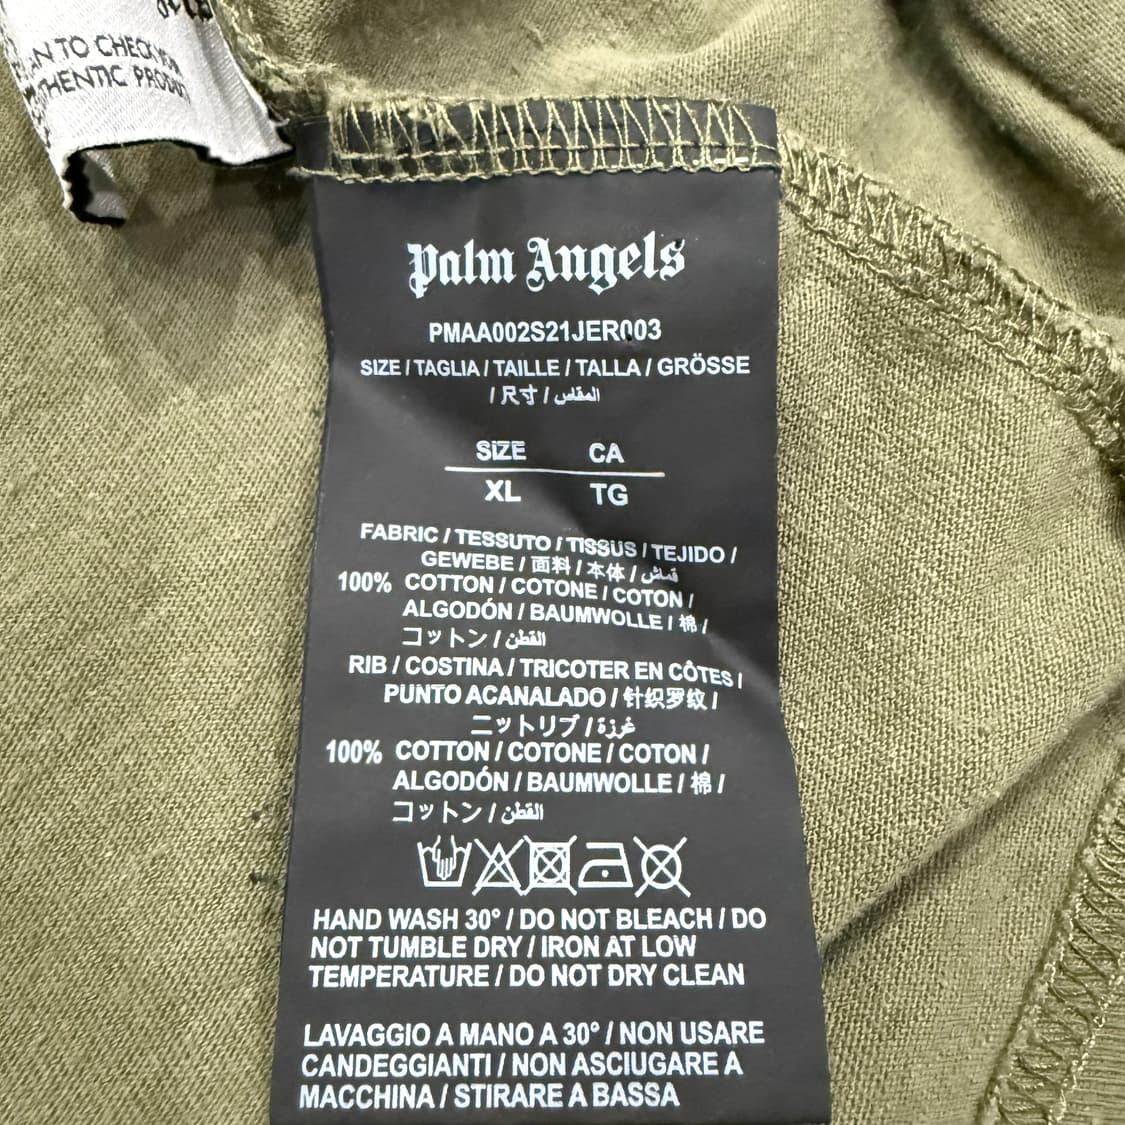 AN TO CHECK
THENTIC PRODUCT
Palm Angels
PMAA002S21JER003
SIZE / TAGLIA / TAILLE / TALLA / GRÖSSE
/ 尺寸 / المقاس
SIZE CA
XL TG
FABRIC / TESSUTO / TISSUS / TEJIDO /
GEWEBE / 面料 / 本体 / قماش
100% COTTON / COTONE / COTON /
ALGODÓN / BAUMWOLLE / 棉 /
コットン / القطن
RIB / COSTINA / TRICOTER EN CÔTES /
PUNTO ACANALADO / 针织罗纹 /
ニットリブ / غرزة
100% COTTON / COTONE / COTON /
ALGODÓN / BAUMWOLLE / 棉 /
コットン / القطن
HAND WASH 30° / DO NOT BLEACH / DO
NOT TUMBLE DRY / IRON AT LOW
TEMPERATURE / DO NOT DRY CLEAN
LAVAGGIO A MANO A 30° / NON USARE
CANDEGGIANTI / NON ASCIUGARE A
MACCHINA / STIRARE A BASSA